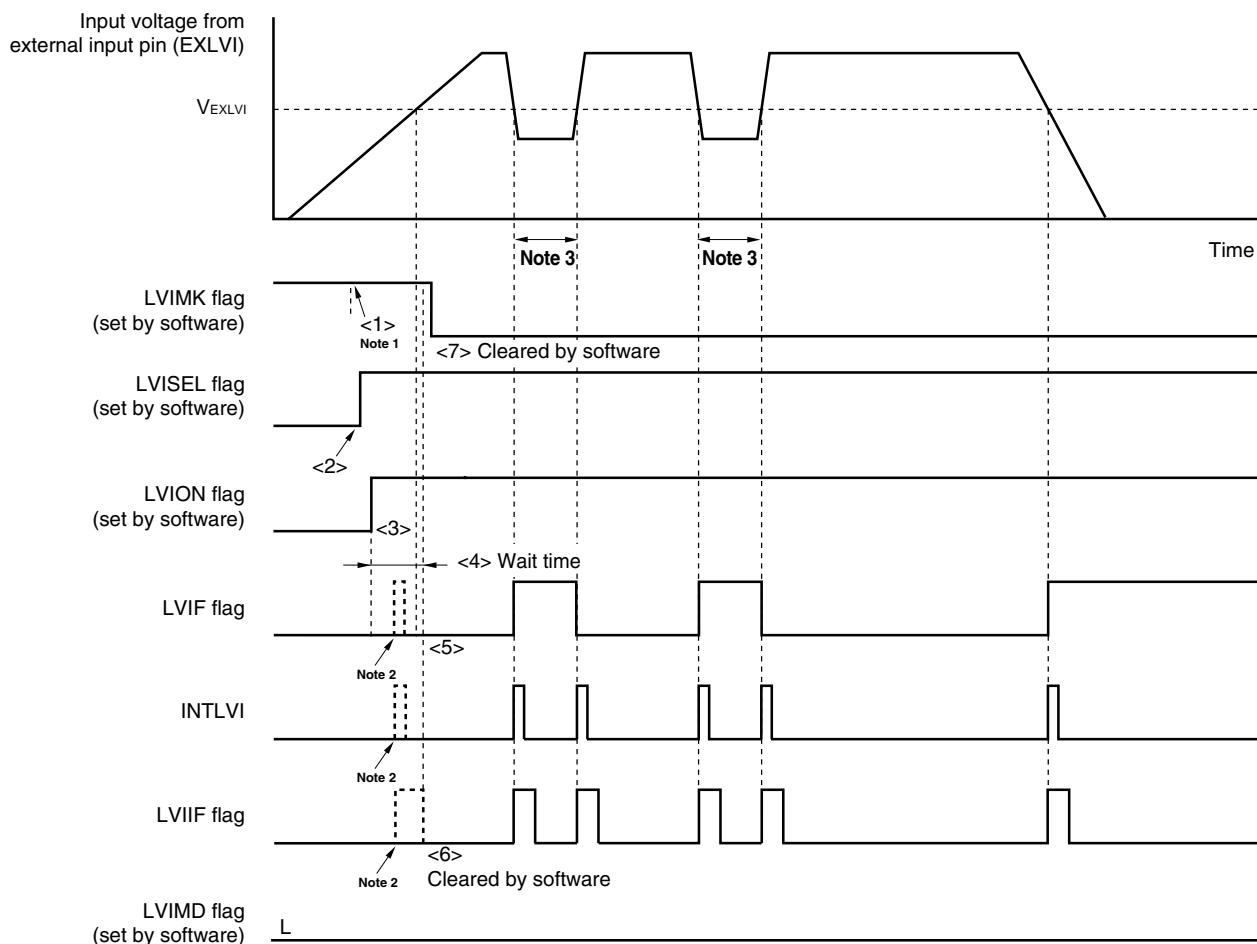 Input voltage from
external input pin (EXLVI)
VEXLVI
Time
Note 3
Note 3
LVIMK flag
(set by software)
<1>
Note 1
<7> Cleared by software
LVISEL flag
(set by software)
<2>
LVION flag
(set by software)
<3>
<4> Wait time
LVIF flag
<5>
Note 2
INTLVI
Note 2
LVIIF flag
<6>
Note 2
Cleared by software
LVIMD flag
(set by software)
L